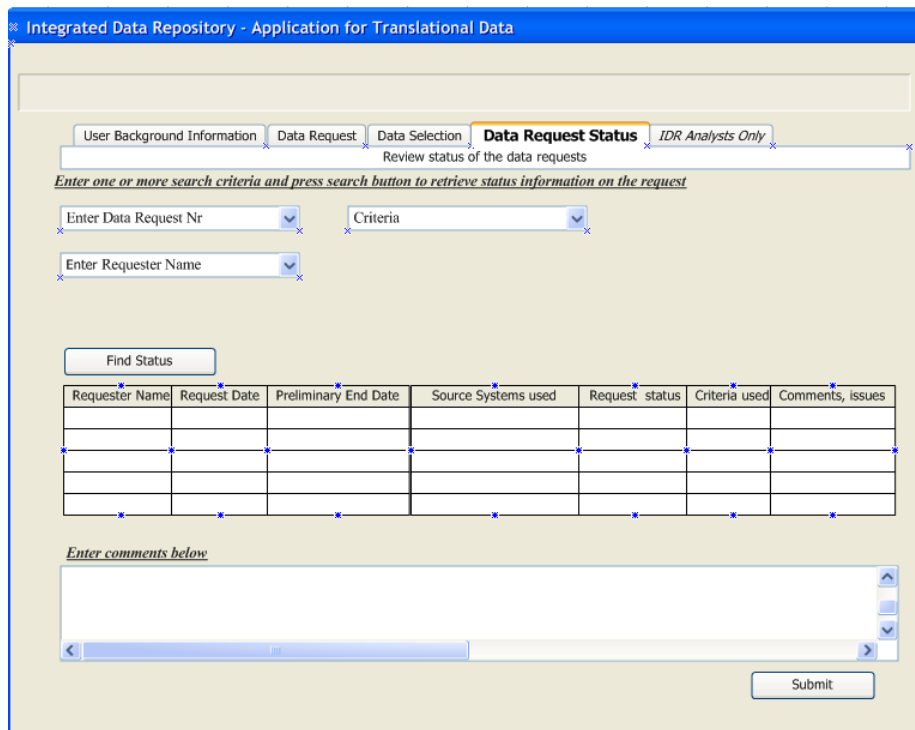 Integrated Data Repository - Application for Translational Data
User Background Information Data Request Data Selection Data Request Status IDR Analysts Only
Review status of the data requests
Enter one or more search criteria and press search button to retrieve status information on the request
Enter Data Request Nr Criteria
Enter Requester Name
Find Status
Requester Name Request Date Preliminary End Date Source Systems used Request status Criteria used Comments, issues
Enter comments below
Submit